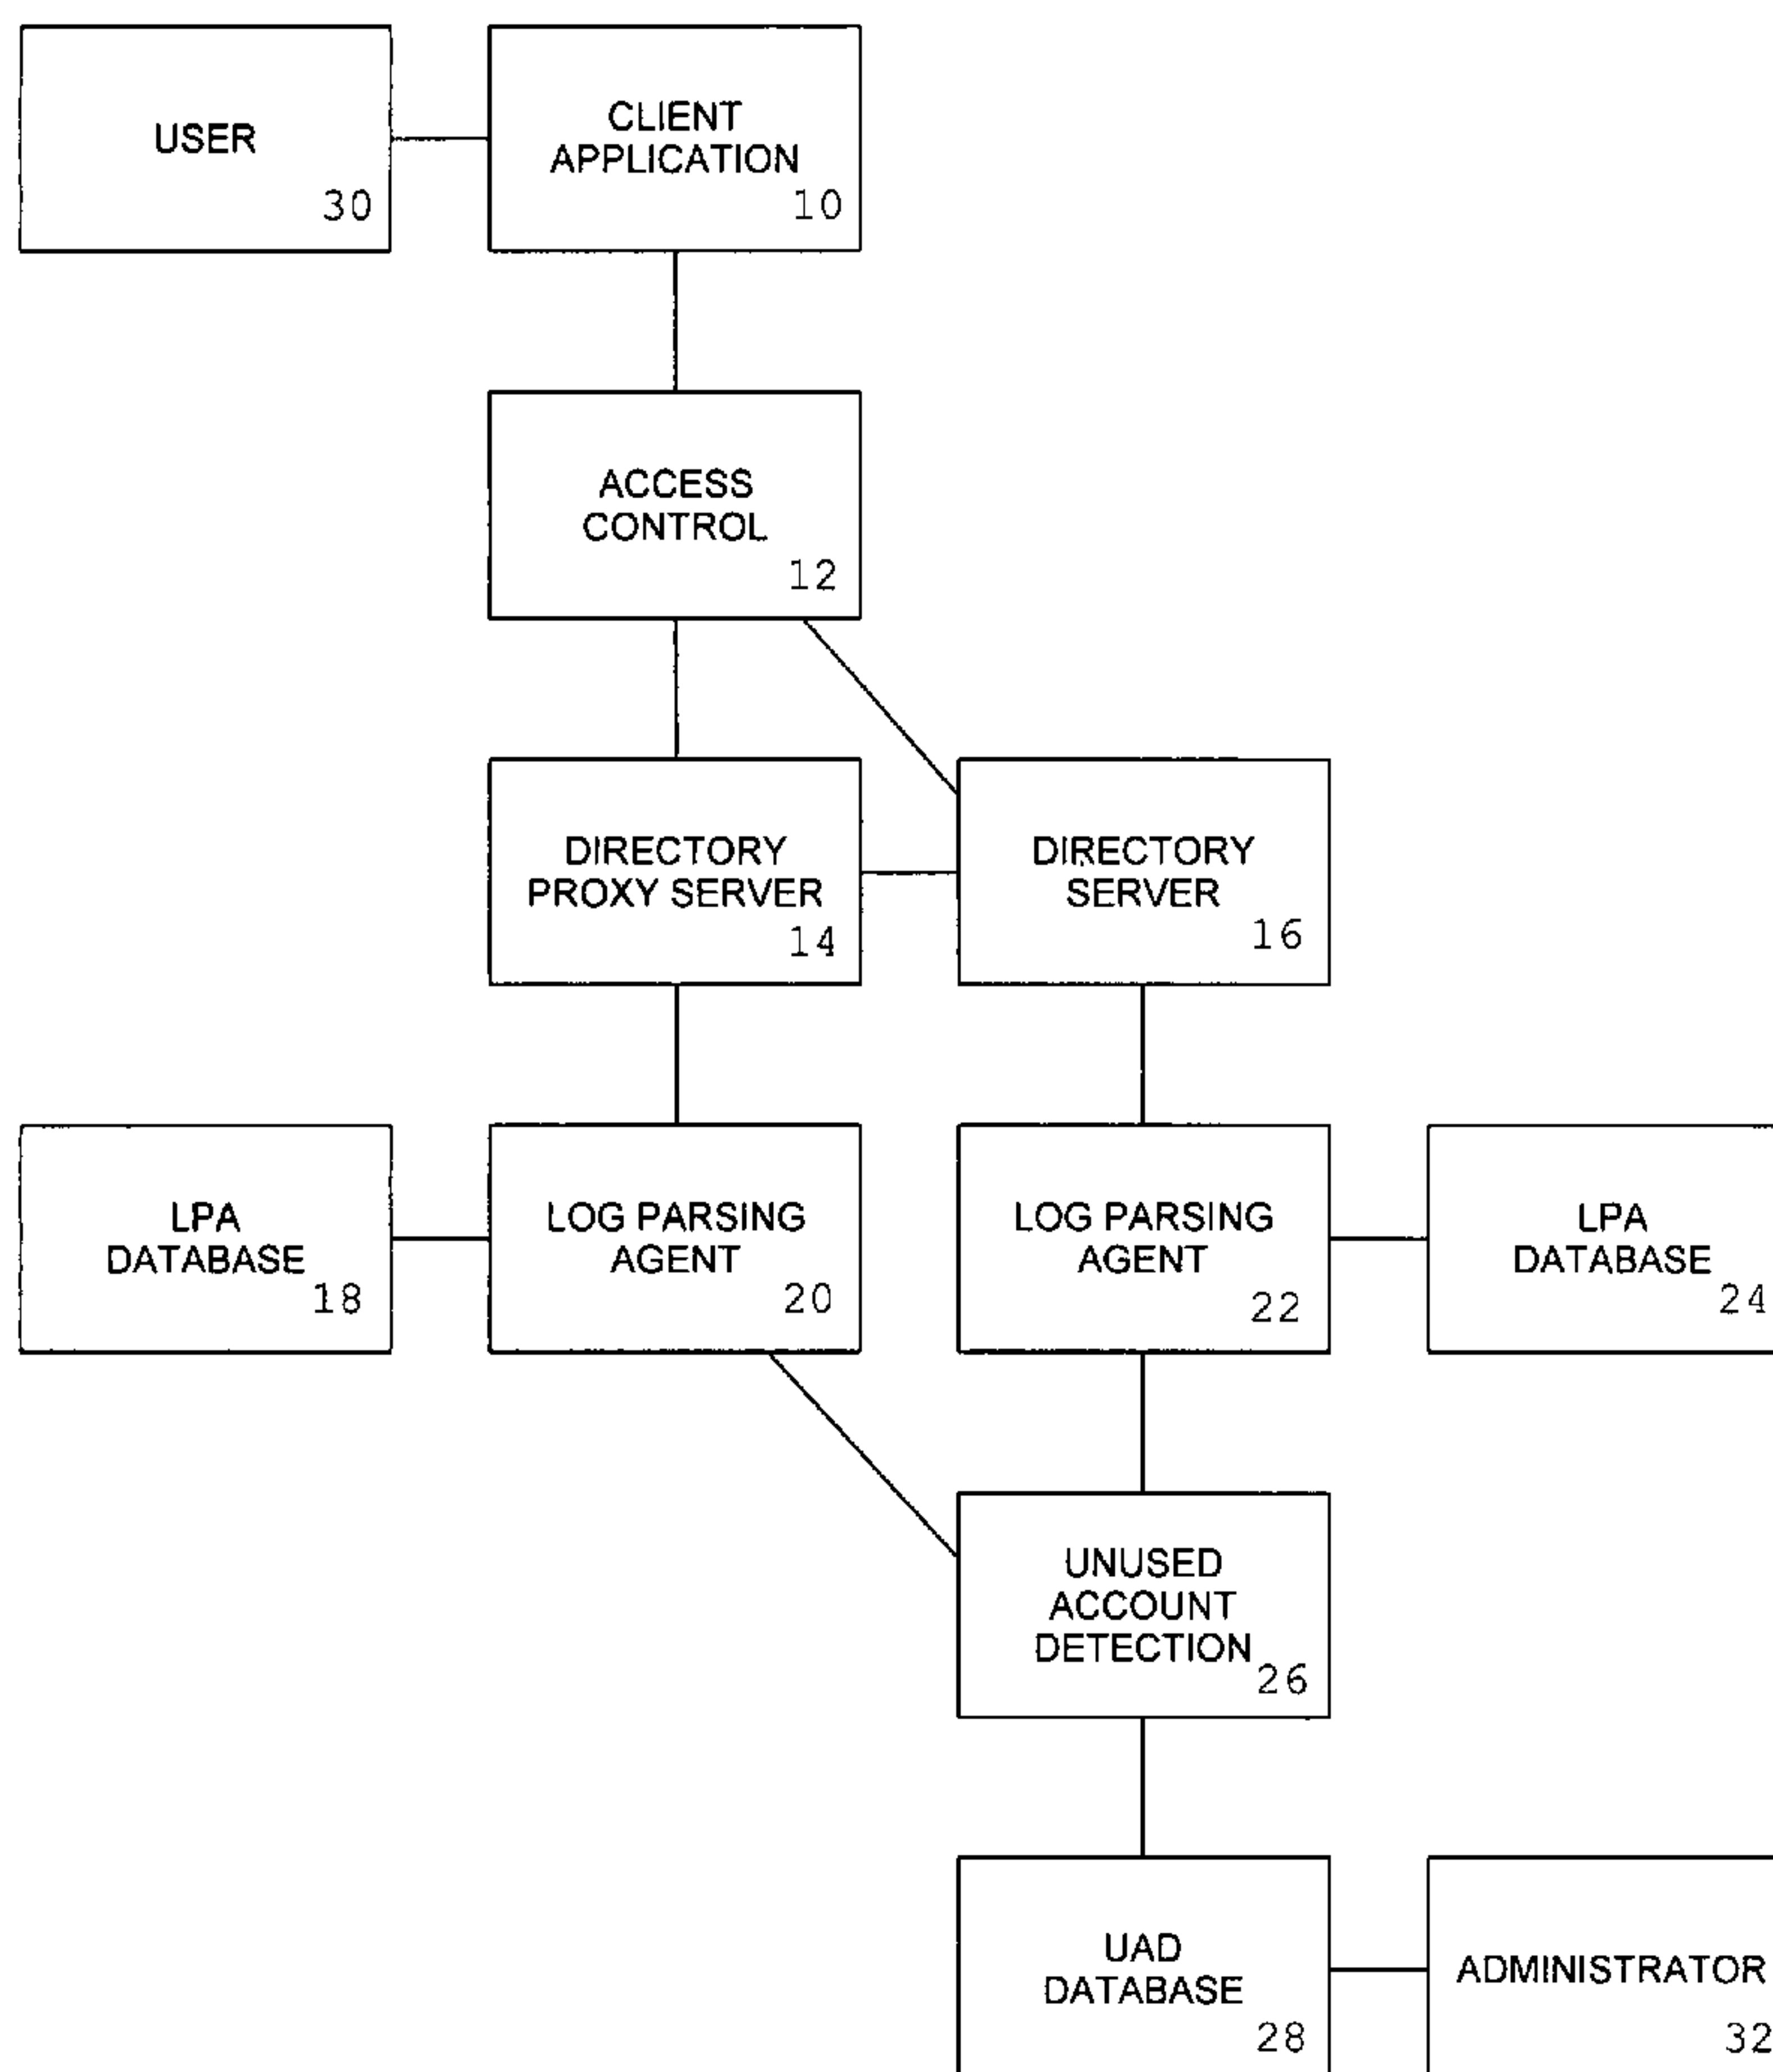 USER
30
CLIENT
APPLICATION
10
ACCESS
CONTROL
12
DIRECTORY
PROXY SERVER
14
DIRECTORY
SERVER
16
LPA
DATABASE
18
LOG PARSING
AGENT
20
LOG PARSING
AGENT
22
LPA
DATABASE
24
UNUSED
ACCOUNT
DETECTION
26
UAD
DATABASE
28
ADMINISTRATOR
32